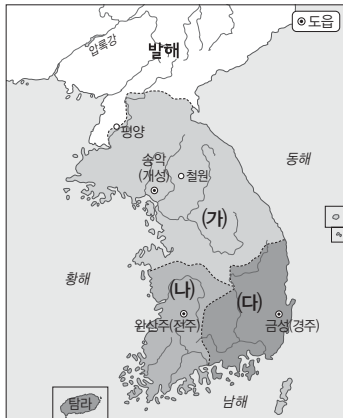 도읍
압록강
발해
평양
송악
(개성)
철원
동해
(가)
황해
(나)
(다)
완산주(전주)
금성(경주)
탐라
남해